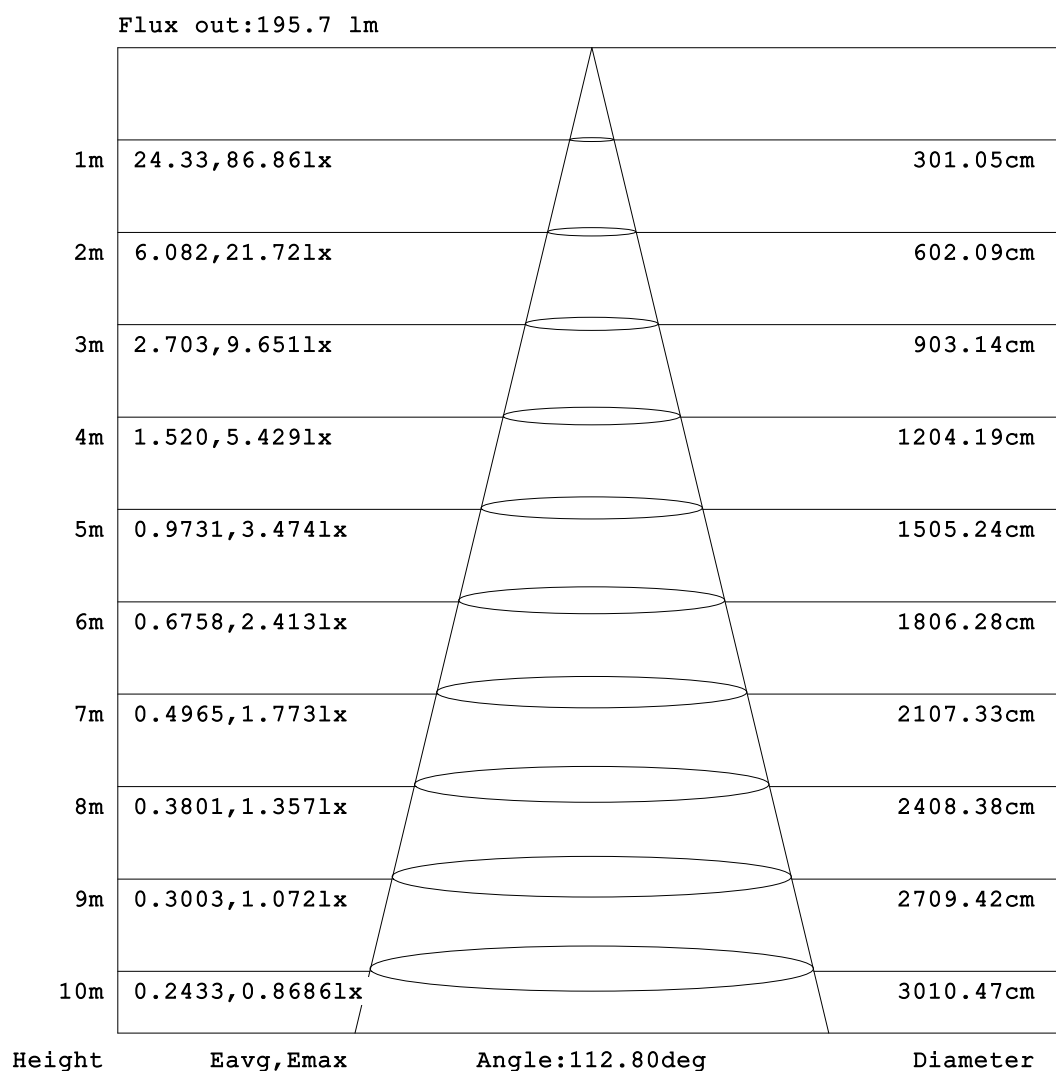 Flux out:195.7 lm
1m 24.33,86.86lx 301.05cm
2m 6.082,21.72lx 602.09cm
3m 2.703,9.651lx 903.14cm
4m 1.520,5.429lx 1204.19cm
5m 0.9731,3.474lx 1505.24cm
6m 0.6758,2.413lx 1806.28cm
7m 0.4965,1.773lx 2107.33cm
8m 0.3801,1.357lx 2408.38cm
9m 0.3003,1.072lx 2709.42cm
10m 0.2433,0.8686lx 3010.47cm
Height Eavg,Emax Angle:112.80deg Diameter